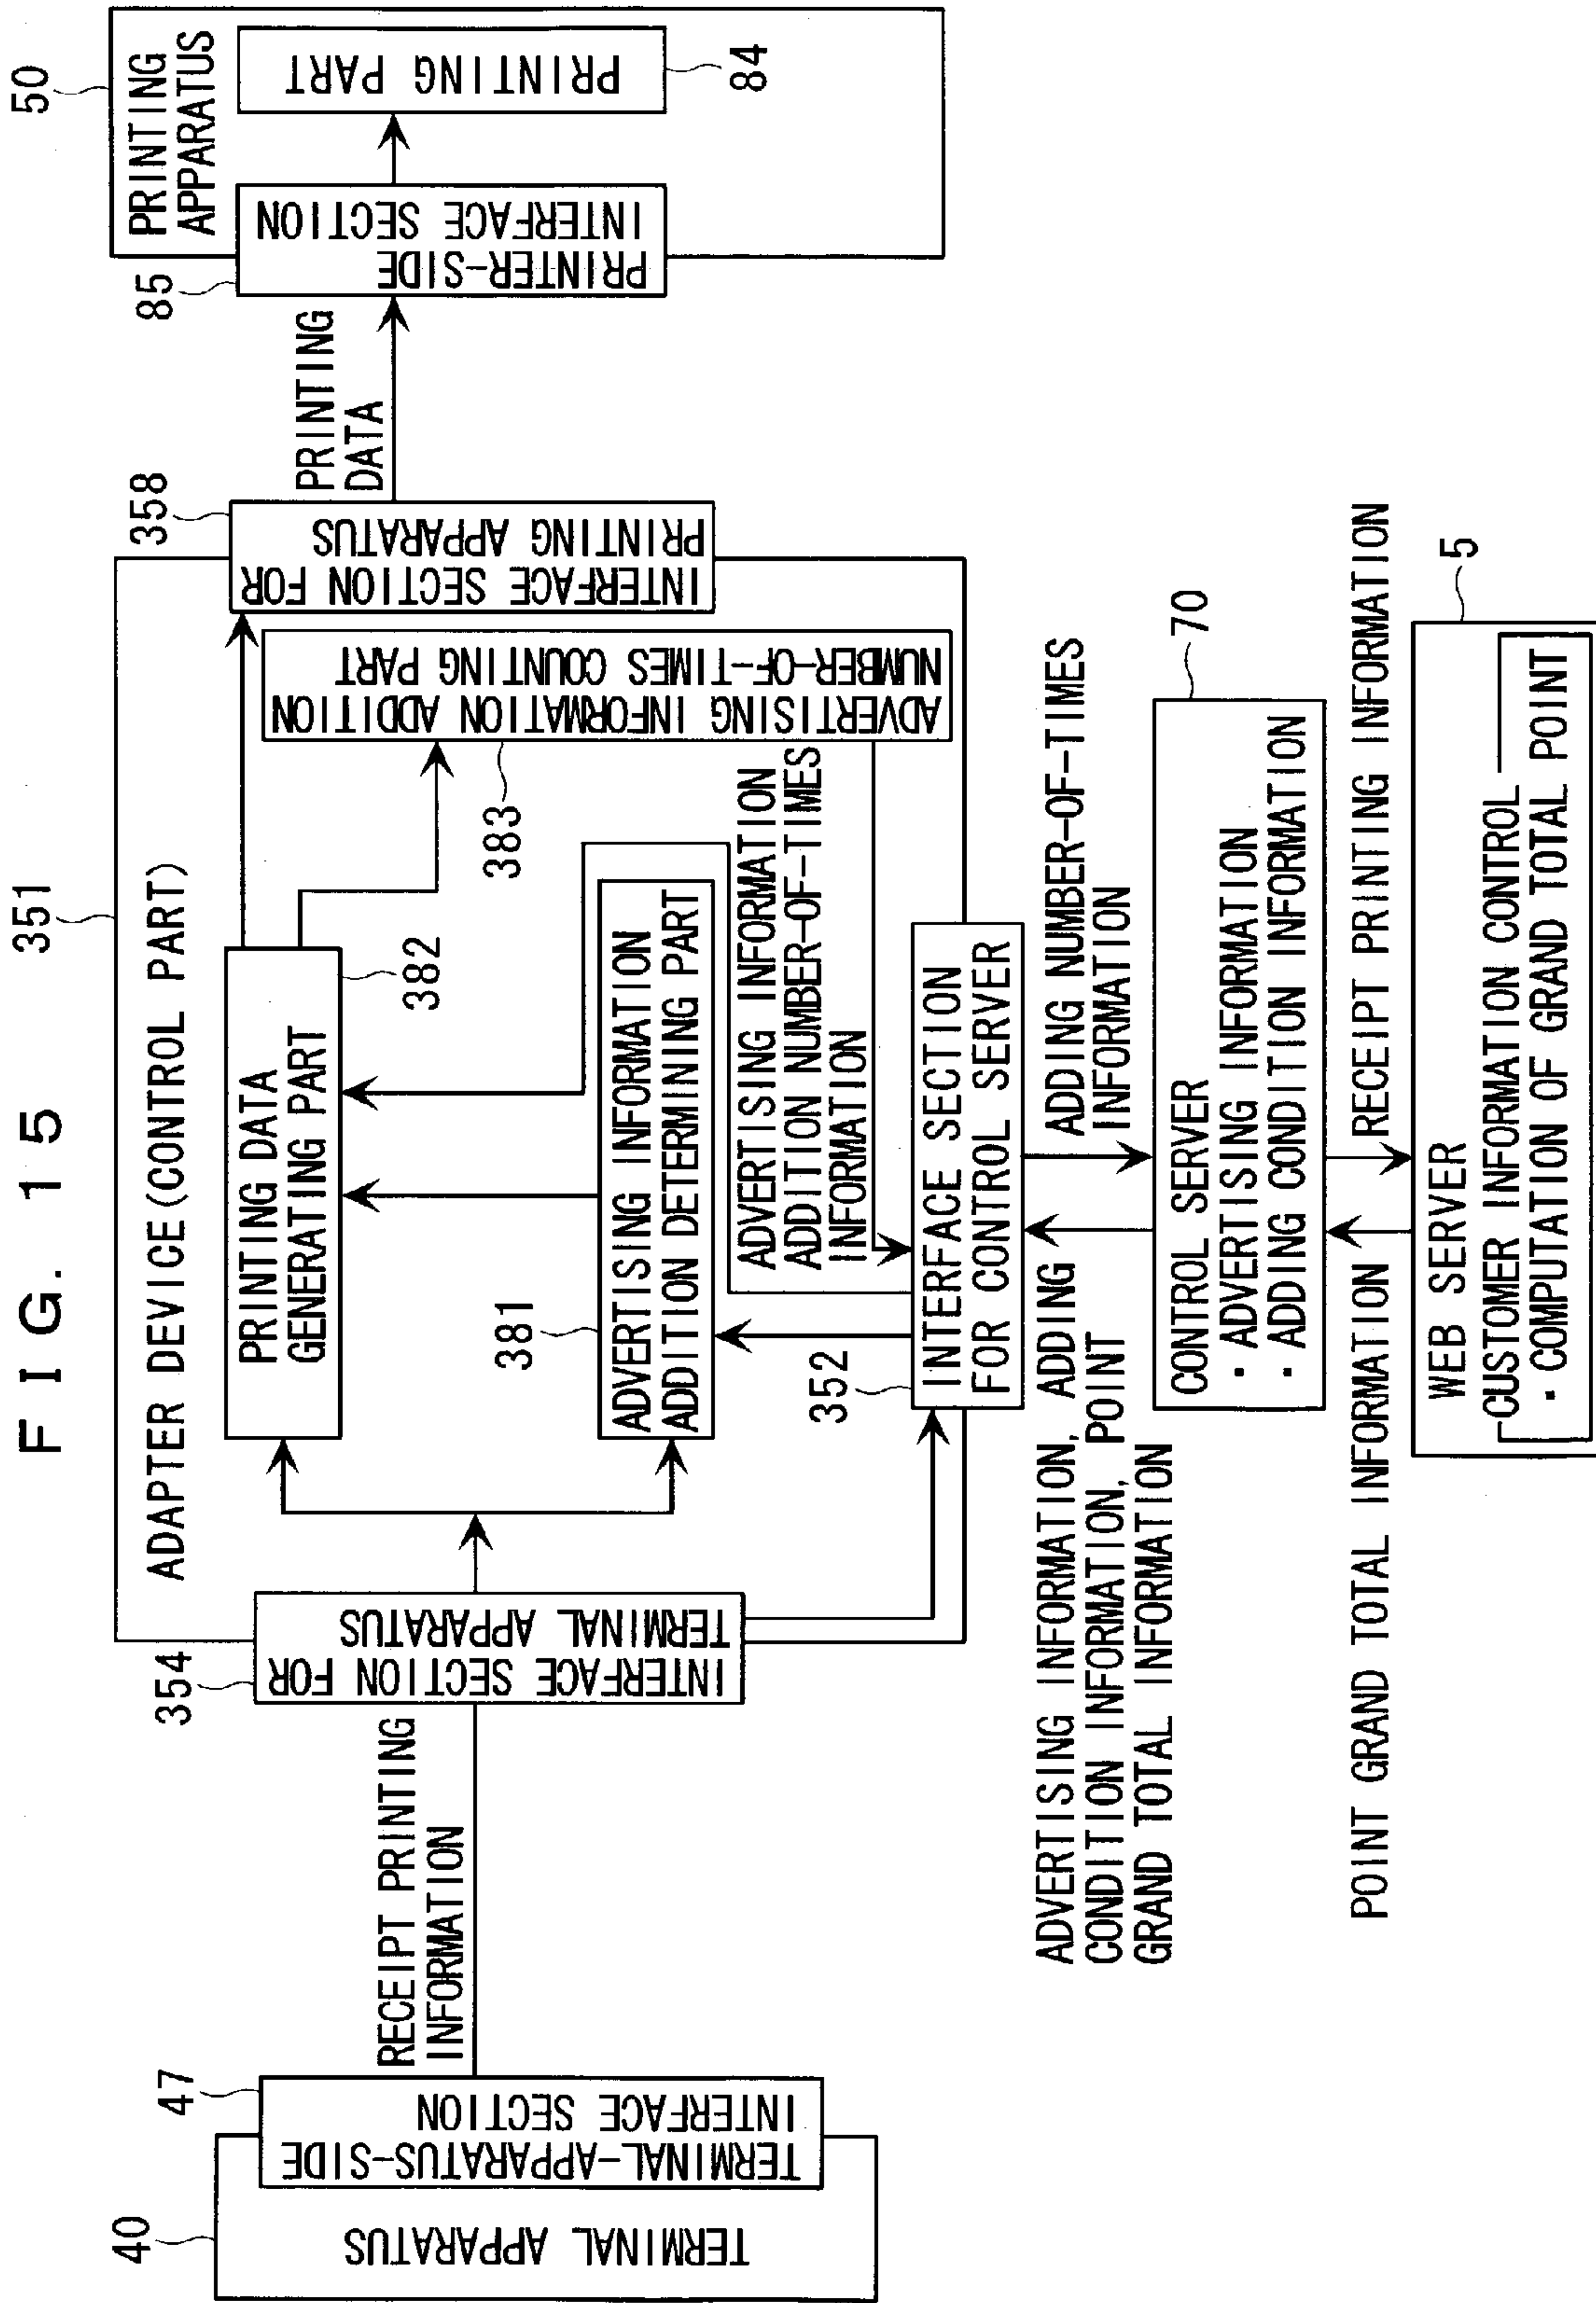 F I G. 1 5
40
TERMINAL APPARATUS
47
TERMINAL-APPARATUS-SIDE
INTERFACE SECTION
RECEIPT PRINTING
INFORMATION
351
ADAPTER DEVICE(CONTROL PART)
354
INTERFACE SECTION FOR
TERMINAL APPARATUS
PRINTING DATA
GENERATING PART
382
381
ADVERTISING INFORMATION
ADDITION DETERMINING PART
383
ADVERTISING INFORMATION ADDITION
NUMBER-OF-TIMES COUNTING PART
ADVERTISING INFORMATION
ADDITION NUMBER-OF-TIMES
INFORMATION
358
INTERFACE SECTION FOR
PRINTING APPARATUS
PRINTING
DATA
50
PRINTING
APPARATUS
85
PRINTER-SIDE
INTERFACE SECTION
PRINTING PART
84
352
INTERFACE SECTION
FOR CONTROL SERVER
ADVERTISING INFORMATION, ADDING
CONDITION INFORMATION, POINT
GRAND TOTAL INFORMATION
ADDING NUMBER-OF-TIMES
INFORMATION
70
CONTROL SERVER
・ADVERTISING INFORMATION
・ADDING CONDITION INFORMATION
POINT GRAND TOTAL INFORMATION
RECEIPT PRINTING INFORMATION
5
WEB SERVER
CUSTOMER INFORMATION CONTROL
・COMPUTATION OF GRAND TOTAL POINT